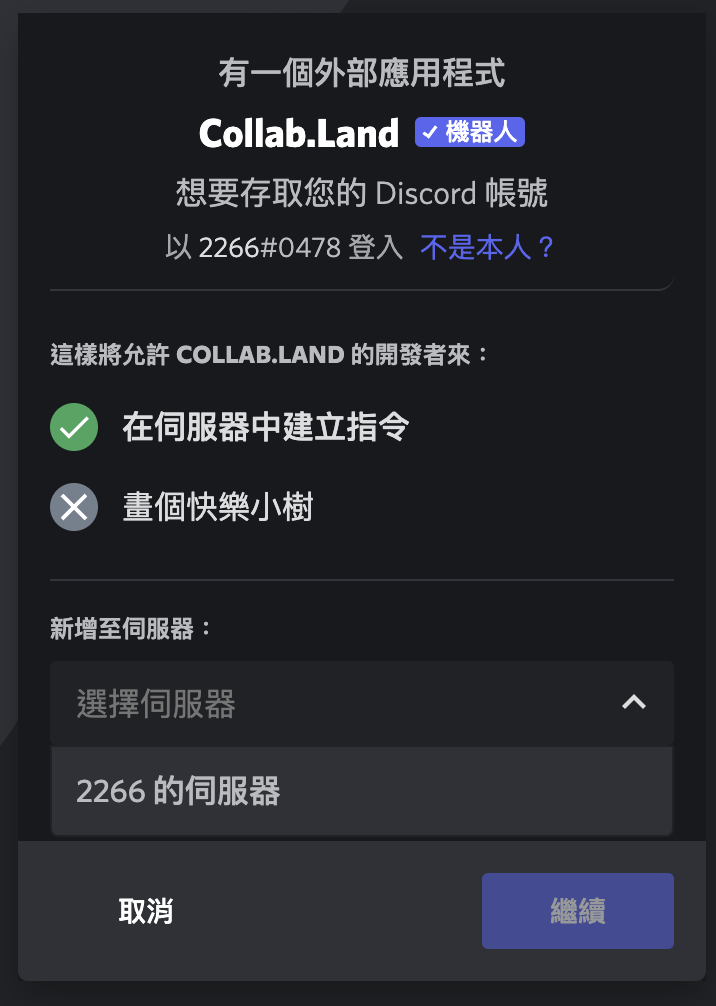 有一個外部應用程式
Collab.Land ✓ 機器人
想要存取您的 Discord 帳號
以 2266#0478 登入 不是本人？
這樣將允許 COLLAB.LAND 的開發者來：
在伺服器中建立指令
畫個快樂小樹
新增至伺服器：
選擇伺服器
2266 的伺服器
取消
繼續